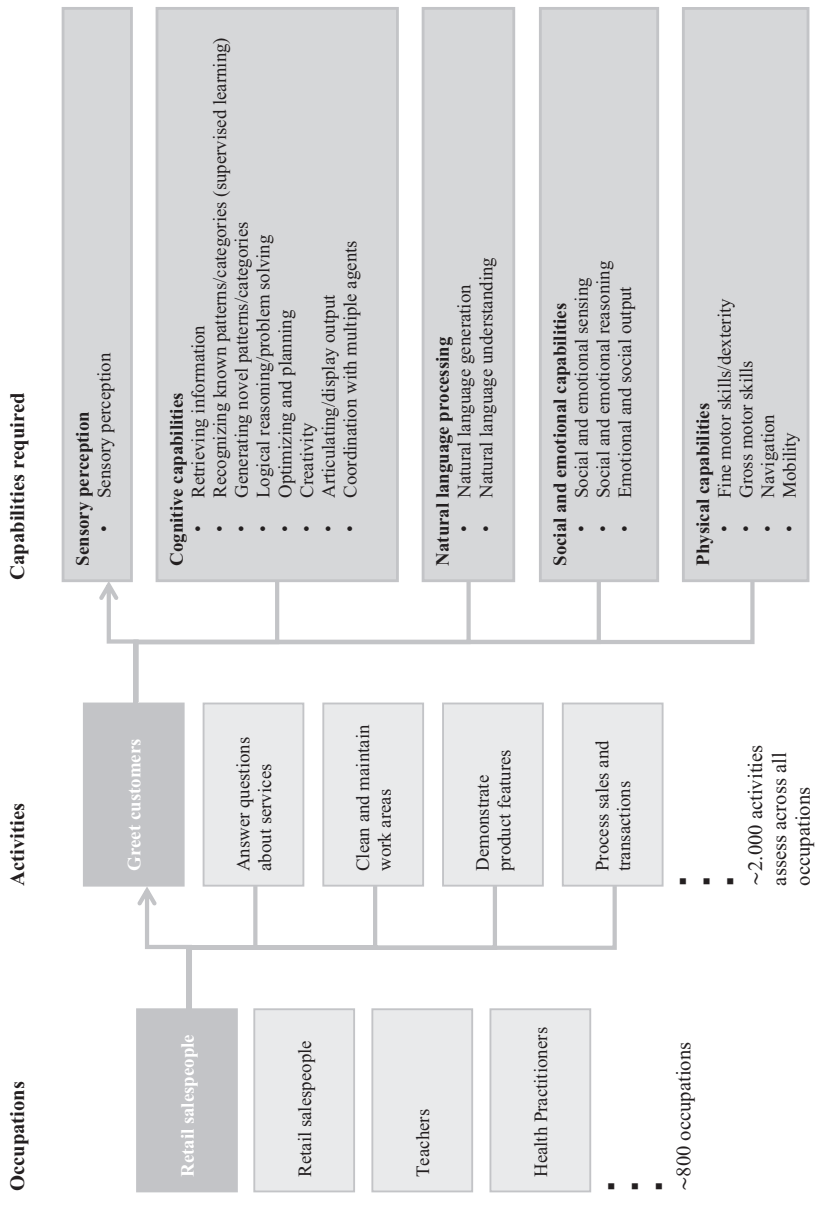 Occupations
Retail salespeople
Retail salespeople
Teachers
Health Practitioners
~800 occupations
Activities
Greet customers
Answer questions
about services
Clean and maintain
work areas
Demonstrate
product features
Process sales and
transactions
~2.000 activities
assess across all
occupations
Capabilities required
Sensory perception
• Sensory perception
Cognitive capabilities
• Retrieving information
• Recognizing known patterns/categories (supervised learning)
• Generating novel patterns/categories
• Logical reasoning/problem solving
• Optimizing and planning
• Creativity
• Articulating/display output
• Coordination with multiple agents
Natural language processing
• Natural language generation
• Natural language understanding
Social and emotional capabilities
• Social and emotional sensing
• Social and emotional reasoning
• Emotional and social output
Physical capabilities
• Fine motor skills/dexterity
• Gross motor skills
• Navigation
• Mobility